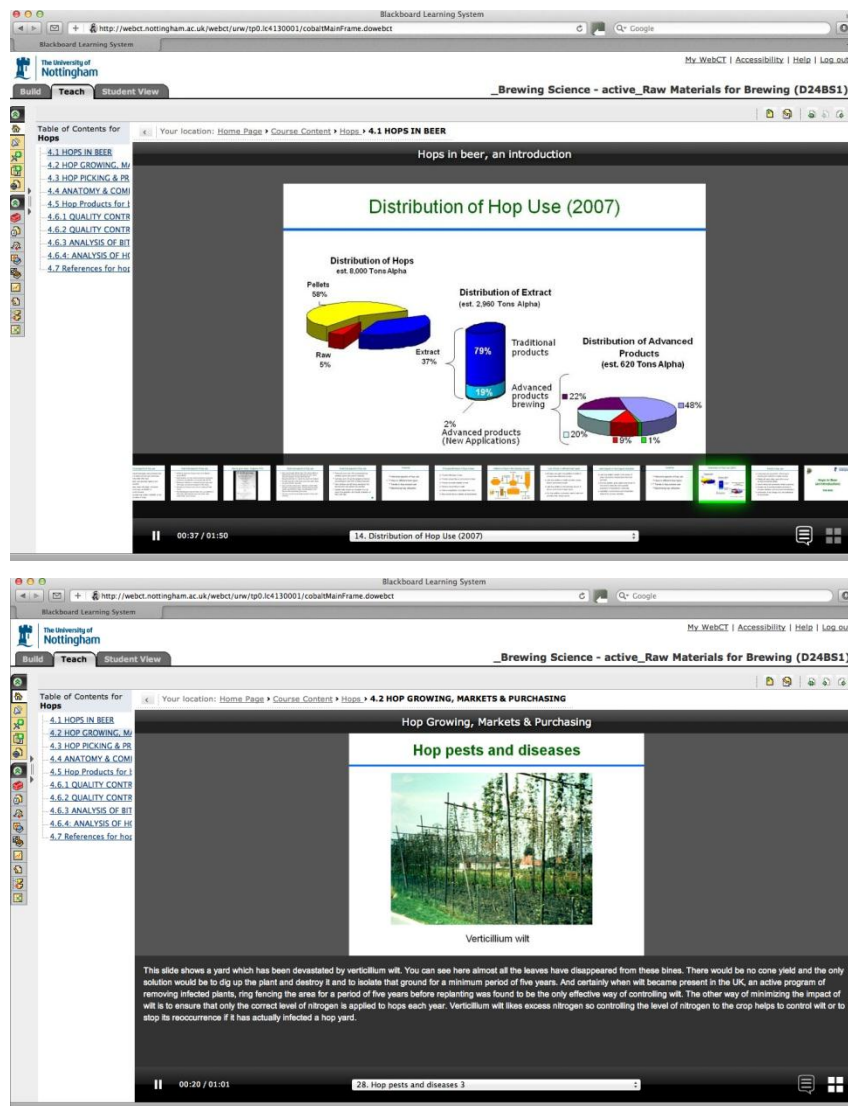 Blackboard Learning System
http://webct.nottingham.ac.uk/webct/urw/tp0.lc4130001/cobaltMainFrame.dowebct
Google
Blackboard Learning System
The University of
Nottingham
My WebCT | Accessibility | Help | Log out
Build Teach Student View
_Brewing Science - active_Raw Materials for Brewing (D24BS1)
Table of Contents for
Hops
Your location: Home Page › Course Content › Hops › 4.1 HOPS IN BEER
4.1 HOPS IN BEER
4.2 HOP GROWING, MA
4.3 HOP PICKING & PR
4.4 ANATOMY & COMI
4.5 Hop Products for
4.6.1 QUALITY CONTR
4.6.2 QUALITY CONTR
4.6.3 ANALYSIS OF BIT
4.6.4: ANALYSIS OF HO
4.7 References for hop
Hops in beer, an introduction
Distribution of Hop Use (2007)
Distribution of Hops
est. 8,000 Tons Alpha
Pellets
58%
Raw
5%
Extract
37%
Distribution of Extract
(est. 2,960 Tons Alpha)
79%
Traditional
products
19%
Advanced
products
brewing
2%
Advanced products
(New Applications)
Distribution of Advanced
Products
(est. 620 Tons Alpha)
22%
48%
20%
9%
1%
00:37 / 01:50
14. Distribution of Hop Use (2007)
Blackboard Learning System
http://webct.nottingham.ac.uk/webct/urw/tp0.lc4130001/cobaltMainFrame.dowebct
Google
Blackboard Learning System
The University of
Nottingham
My WebCT | Accessibility | Help | Log out
Build Teach Student View
_Brewing Science - active_Raw Materials for Brewing (D24BS1)
Table of Contents for
Hops
Your location: Home Page › Course Content › Hops › 4.2 HOP GROWING, MARKETS & PURCHASING
4.1 HOPS IN BEER
4.2 HOP GROWING, MA
4.3 HOP PICKING & PR
4.4 ANATOMY & COMI
4.5 Hop Products for
4.6.1 QUALITY CONTR
4.6.2 QUALITY CONTR
4.6.3 ANALYSIS OF BIT
4.6.4: ANALYSIS OF HO
4.7 References for hop
Hop Growing, Markets & Purchasing
Hop pests and diseases
Verticillium wilt
This slide shows a yard which has been devastated by verticillium wilt. You can see here almost all the leaves have disappeared from these bines. There would be no cone yield and the only
solution would be to dig up the plant and destroy it and to isolate that ground for a minimum period of five years. And certainly when wilt became present in the UK, an active program of
removing infected plants, ring fencing the area for a period of five years before replanting was found to be the only effective way of controlling wilt. The other way of minimizing the impact of
wilt is to ensure that only the correct level of nitrogen is applied to hops each year. Verticillium wilt likes excess nitrogen so controlling the level of nitrogen to the crop helps to control wilt or to
stop its reoccurrence if it has actually infected a hop yard.
00:20 / 01:01
28. Hop pests and diseases 3